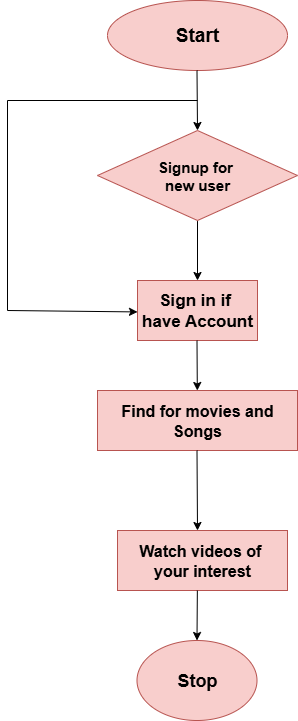 Start
Signup for
new user
Sign in if
have Account
Find for movies and
Songs
Watch videos of
your interest
Stop